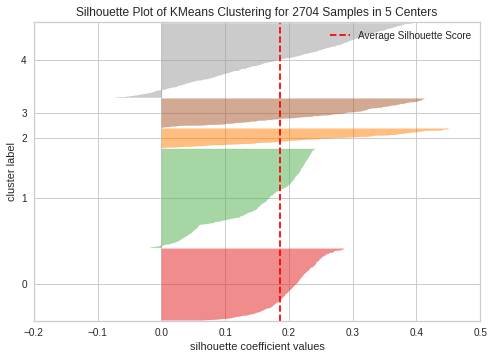 Silhouette Plot of KMeans Clustering for 2704 Samples in 5 Centers
Average Silhouette Score
cluster label
4
3
2
1
0
-0.2 -0.1 0.0 0.1 0.2 0.3 0.4 0.5
silhouette coefficient values